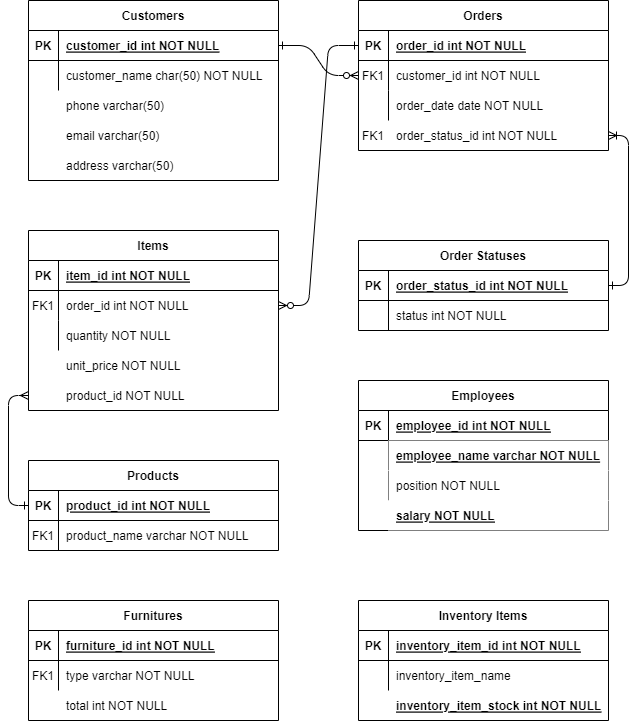 Customers
PK customer_id int NOT NULL
customer_name char(50) NOT NULL
phone varchar(50)
email varchar(50)
address varchar(50)
Orders
PK order_id int NOT NULL
FK1 customer_id int NOT NULL
order_date date NOT NULL
FK1 order_status_id int NOT NULL
Items
PK item_id int NOT NULL
FK1 order_id int NOT NULL
quantity NOT NULL
unit_price NOT NULL
product_id NOT NULL
Order Statuses
PK order_status_id int NOT NULL
status int NOT NULL
Employees
PK employee_id int NOT NULL
employee_name varchar NOT NULL
position NOT NULL
salary NOT NULL
Products
PK product_id int NOT NULL
FK1 product_name varchar NOT NULL
Furnitures
PK furniture_id int NOT NULL
FK1 type varchar NOT NULL
total int NOT NULL
Inventory Items
PK inventory_item_id int NOT NULL
inventory_item_name
inventory_item_stock int NOT NULL